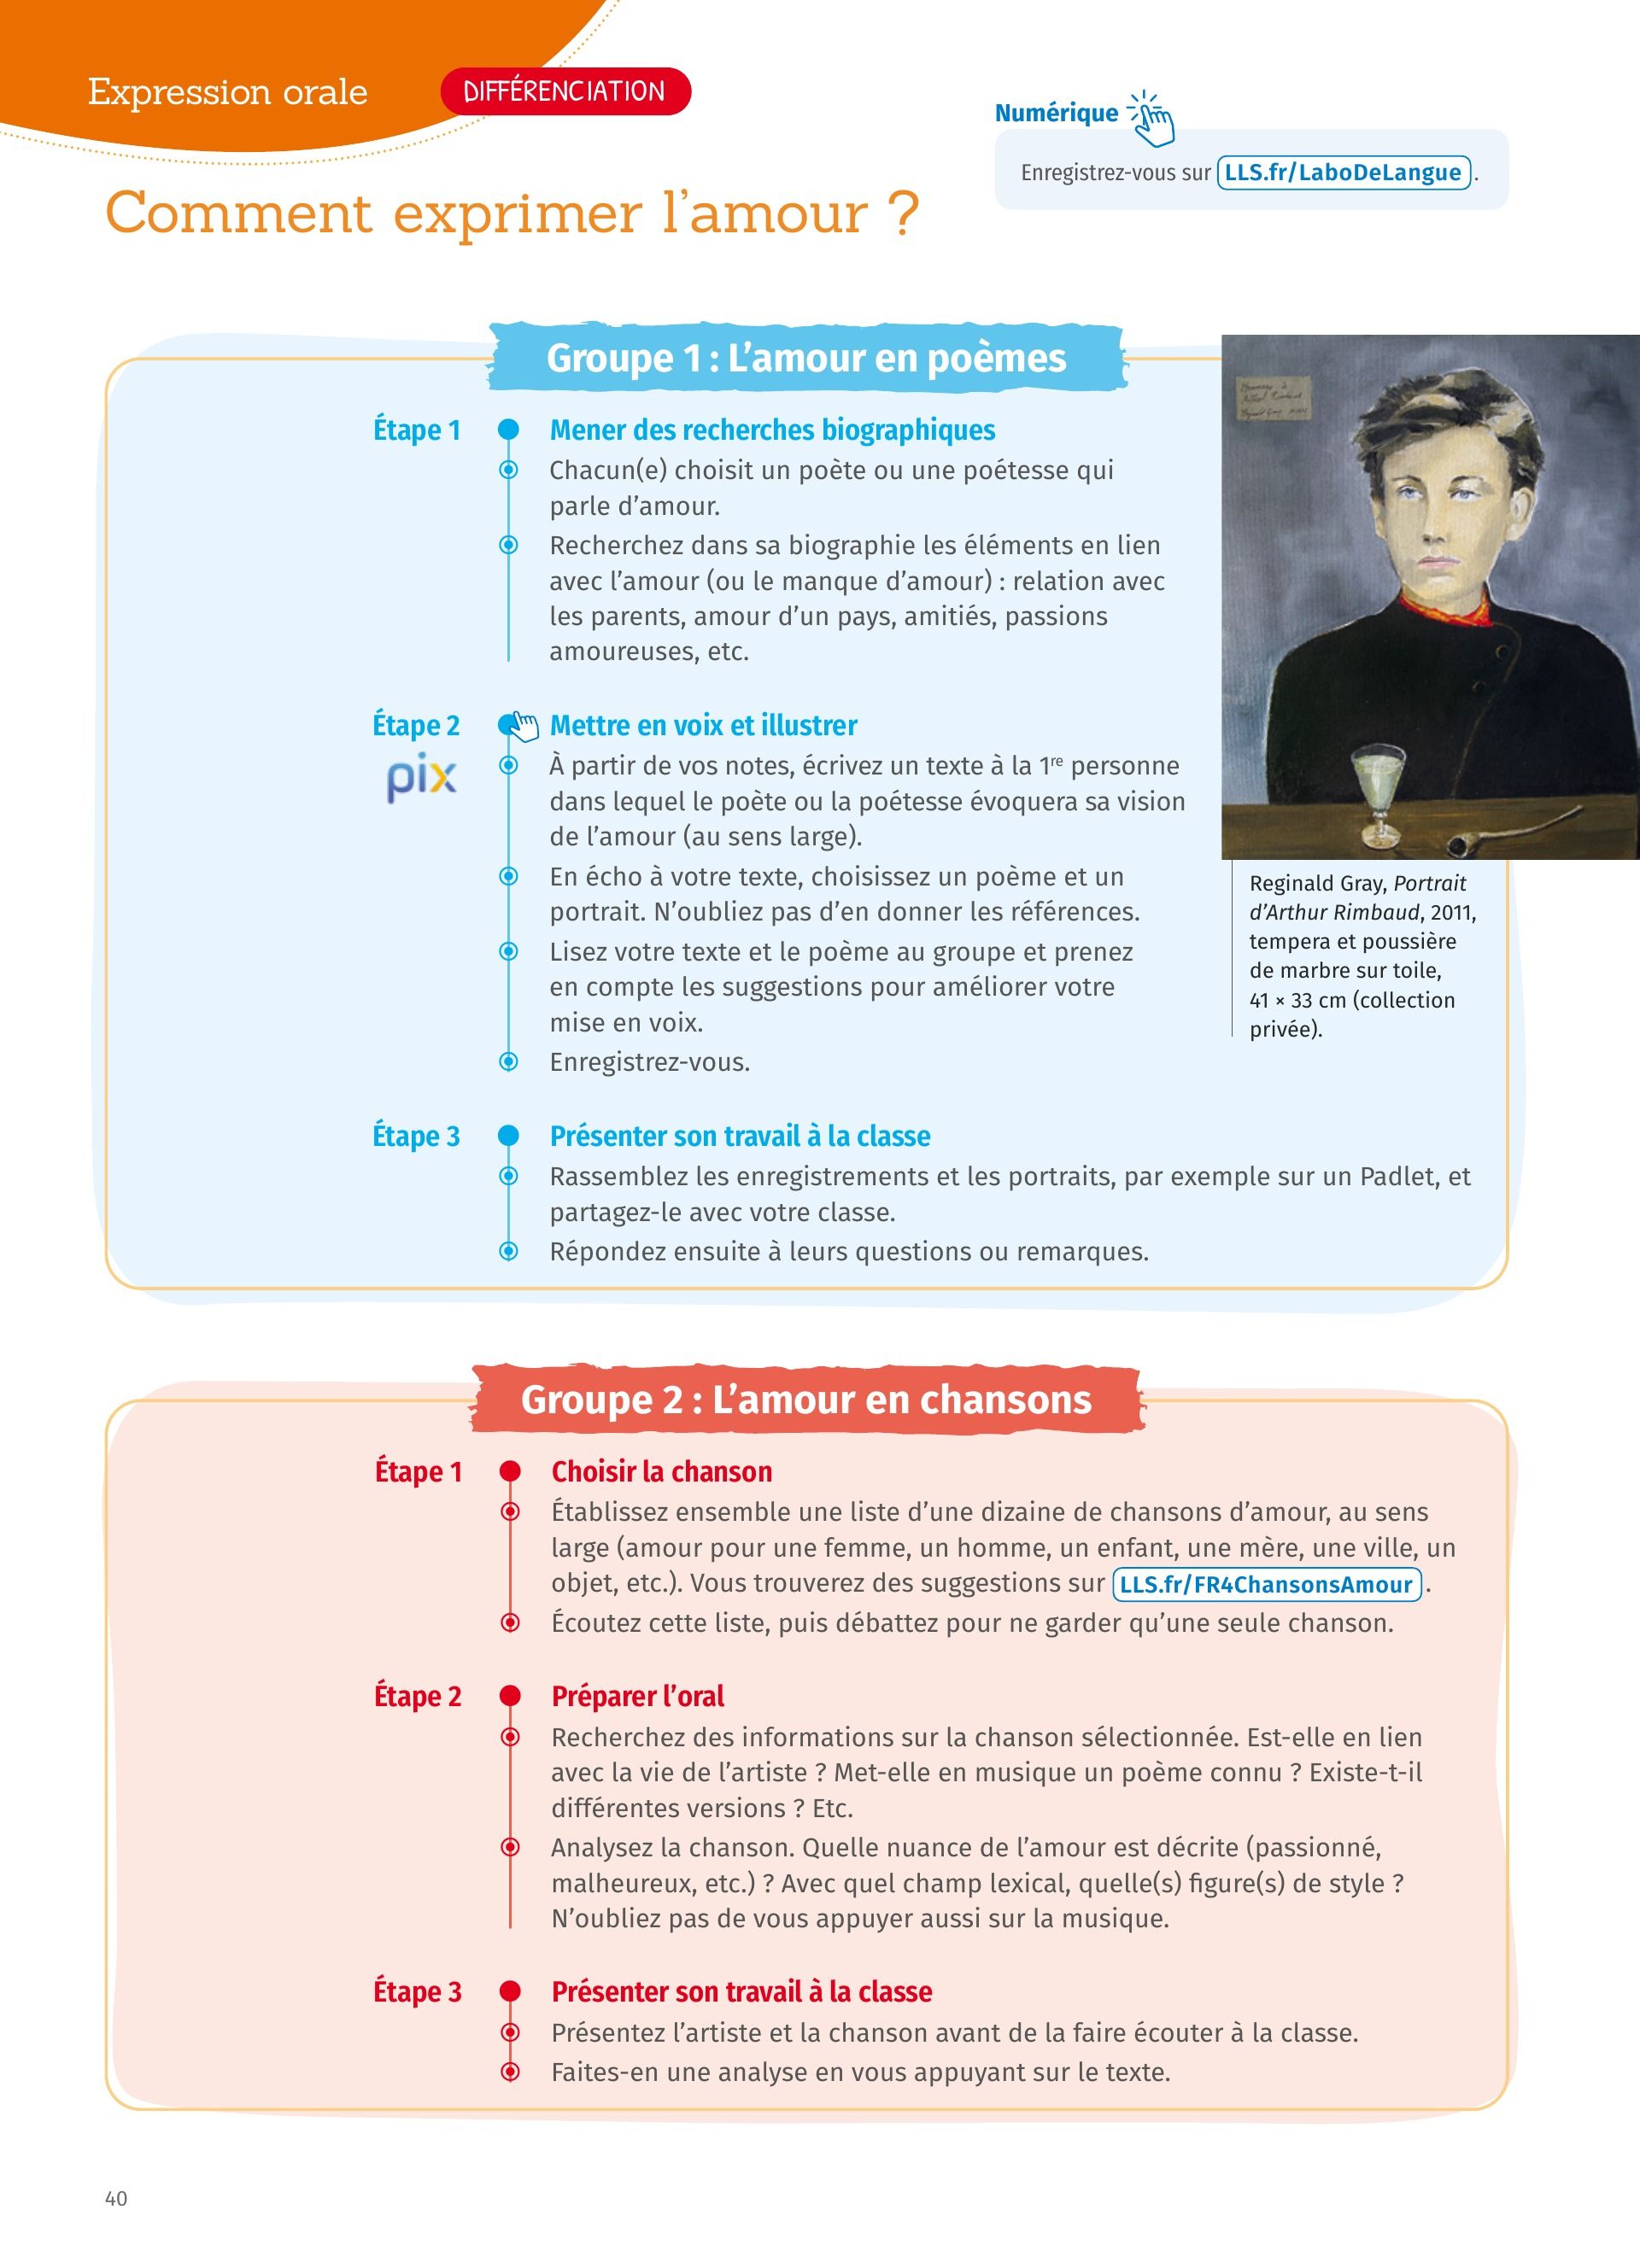 Expression orale
DIFFÉRENCIATION
Numérique
Enregistrez-vous sur LLS.fr/LaboDeLangue .
Comment exprimer l'amour ?
Groupe 1 : L'amour en poèmes
Étape 1
Mener des recherches biographiques
Chacun(e) choisit un poète ou une poétesse qui
parle d'amour.
Recherchez dans sa biographie les éléments en lien
avec l'amour (ou le manque d'amour) : relation avec
les parents, amour d'un pays, amitiés, passions
amoureuses, etc.
Étape 2
pix
Mettre en voix et illustrer
À partir de vos notes, écrivez un texte à la 1re personne
dans lequel le poète ou la poétesse évoquera sa vision
de l'amour (au sens large).
En écho à votre texte, choisissez un poème et un
portrait. N'oubliez pas d'en donner les références.
Lisez votre texte et le poème au groupe et prenez
en compte les suggestions pour améliorer votre
mise en voix.
Enregistrez-vous.
Reginald Gray, Portrait
d'Arthur Rimbaud, 2011,
tempera et poussière
de marbre sur toile,
41 × 33 cm (collection
privée).
Étape 3
Présenter son travail à la classe
Rassemblez les enregistrements et les portraits, par exemple sur un Padlet, et
partagez-le avec votre classe.
Répondez ensuite à leurs questions ou remarques.
Groupe 2 : L'amour en chansons
Étape 1
Choisir la chanson
Établissez ensemble une liste d'une dizaine de chansons d'amour, au sens
large (amour pour une femme, un homme, un enfant, une mère, une ville, un
objet, etc.). Vous trouverez des suggestions sur LLS.fr/FR4ChansonsAmour .
Écoutez cette liste, puis débattez pour ne garder qu'une seule chanson.
Étape 2
Préparer l'oral
Recherchez des informations sur la chanson sélectionnée. Est-elle en lien
avec la vie de l'artiste ? Met-elle en musique un poème connu ? Existe-t-il
différentes versions ? Etc.
Analysez la chanson. Quelle nuance de l'amour est décrite (passionné,
malheureux, etc.) ? Avec quel champ lexical, quelle(s) figure(s) de style ?
N'oubliez pas de vous appuyer aussi sur la musique.
Étape 3
Présenter son travail à la classe
Présentez l'artiste et la chanson avant de la faire écouter à la classe.
Faites-en une analyse en vous appuyant sur le texte.
40